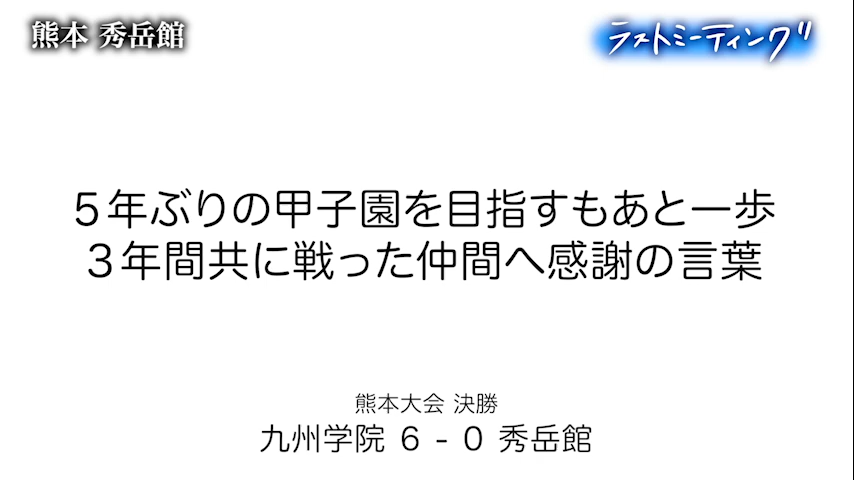 熊本 秀岳館
ラストミーティング
５年ぶりの甲子園を目指すもあと一歩
３年間共に戦った仲間へ感謝の言葉
熊本大会 決勝
九州学院 ６ - ０ 秀岳館